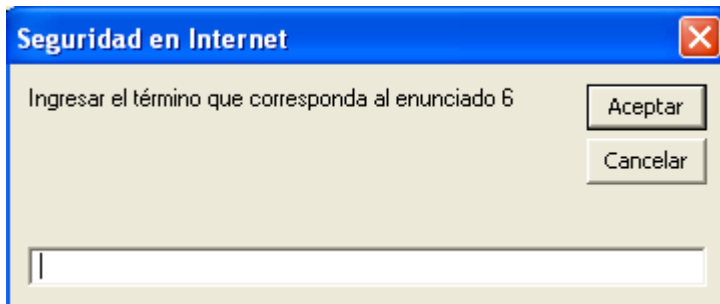 Seguridad en Internet
Ingresar el término que corresponda al enunciado 6
Aceptar
Cancelar